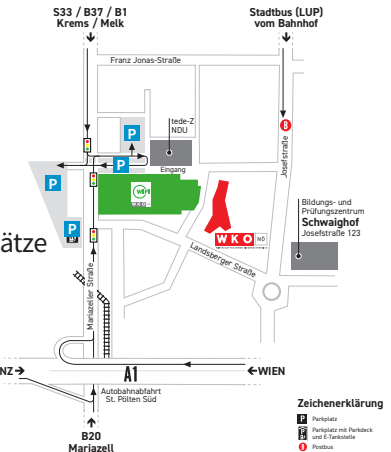 S33 / B37 / B1
Krems / Melk
Stadtbus (LUP)
vom Bahnhof
Franz Jonas-Straße
tede-Z
NDU
P
P
Eingang
Josefstraße
P
WIFI
P
ätze
Bildungs- und
Prüfungszentrum
Schwaighof
Josefstraße 123
WKO NÖ
Landsberger Straße
Mariazeller Straße
NZ
A1
WIEN
Autobahnabfahrt
St. Pölten Süd
B20
Mariazell
Zeichenerklärung
P Parkplatz
P Parkplatz mit Parkdeck
und E-Tankstelle
Postbus